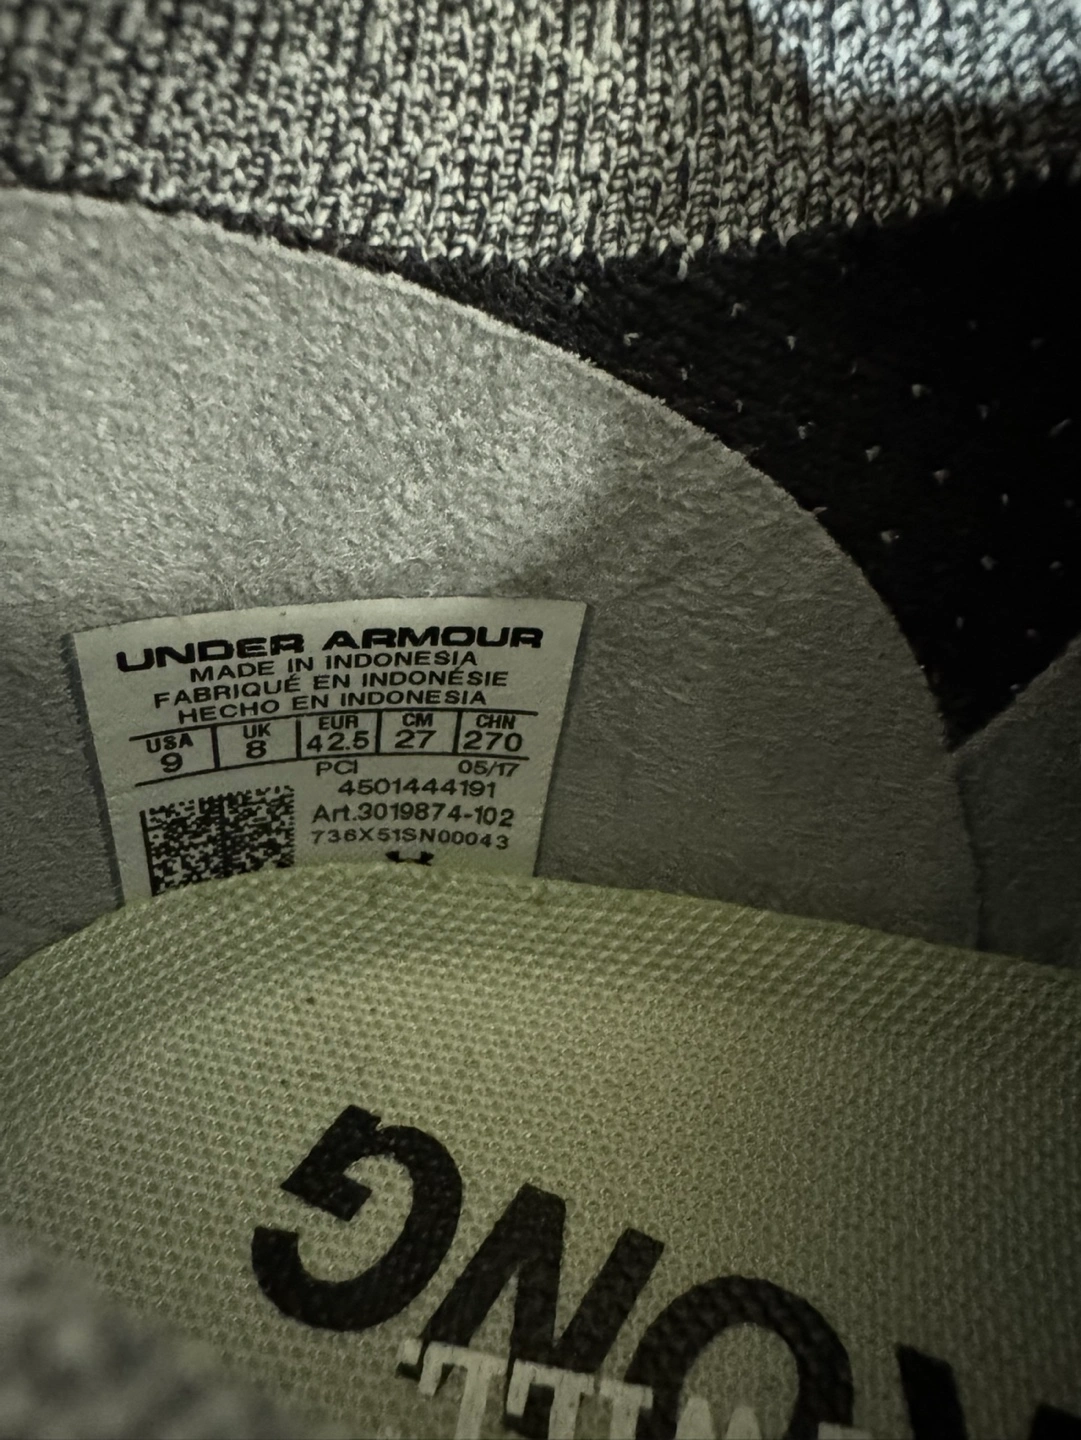 UNDER ARMOUR
MADE IN INDONESIA
FABRIQUÉ EN INDONÉSIE
HECHO EN INDONESIA
USA UK EUR CM CHN
9 8 42.5 27 270
PCI 05/17
4501444191
Art.3019874-102
736X51SN00043